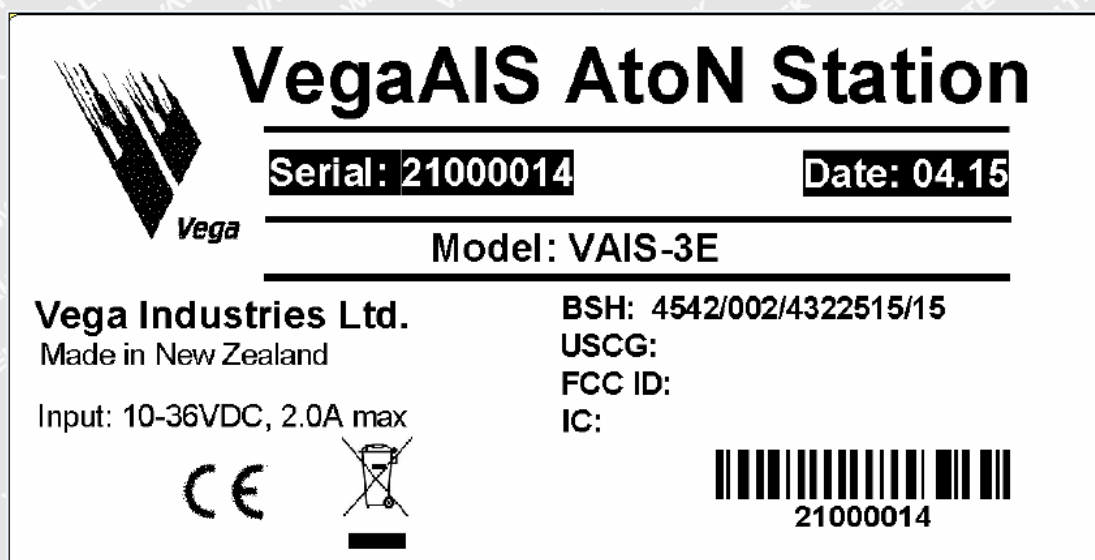 VegaAIS AtoN Station
Serial: 21000014 Date: 04.15
Vega
Model: VAIS-3E
Vega Industries Ltd.
Made in New Zealand
Input: 10-36VDC, 2.0A max
BSH: 4542/002/4322515/15
USCG:
FCC ID:
IC:
CE
21000014